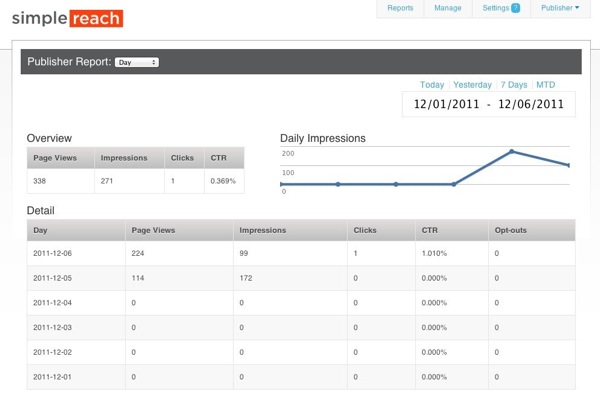 simple reach
Reports Manage Settings ? Publisher
Publisher Report: Day
Today Yesterday 7 Days MTD
12/01/2011 - 12/06/2011
Overview
Page Views Impressions Clicks CTR
338 271 1 0.369%
Daily Impressions
200
100
0
Detail
Day Page Views Impressions Clicks CTR Opt-outs
2011-12-06 224 99 1 1.010% 0
2011-12-05 114 172 0 0.000% 0
2011-12-04 0 0 0 0.000% 0
2011-12-03 0 0 0 0.000% 0
2011-12-02 0 0 0 0.000% 0
2011-12-01 0 0 0 0.000% 0